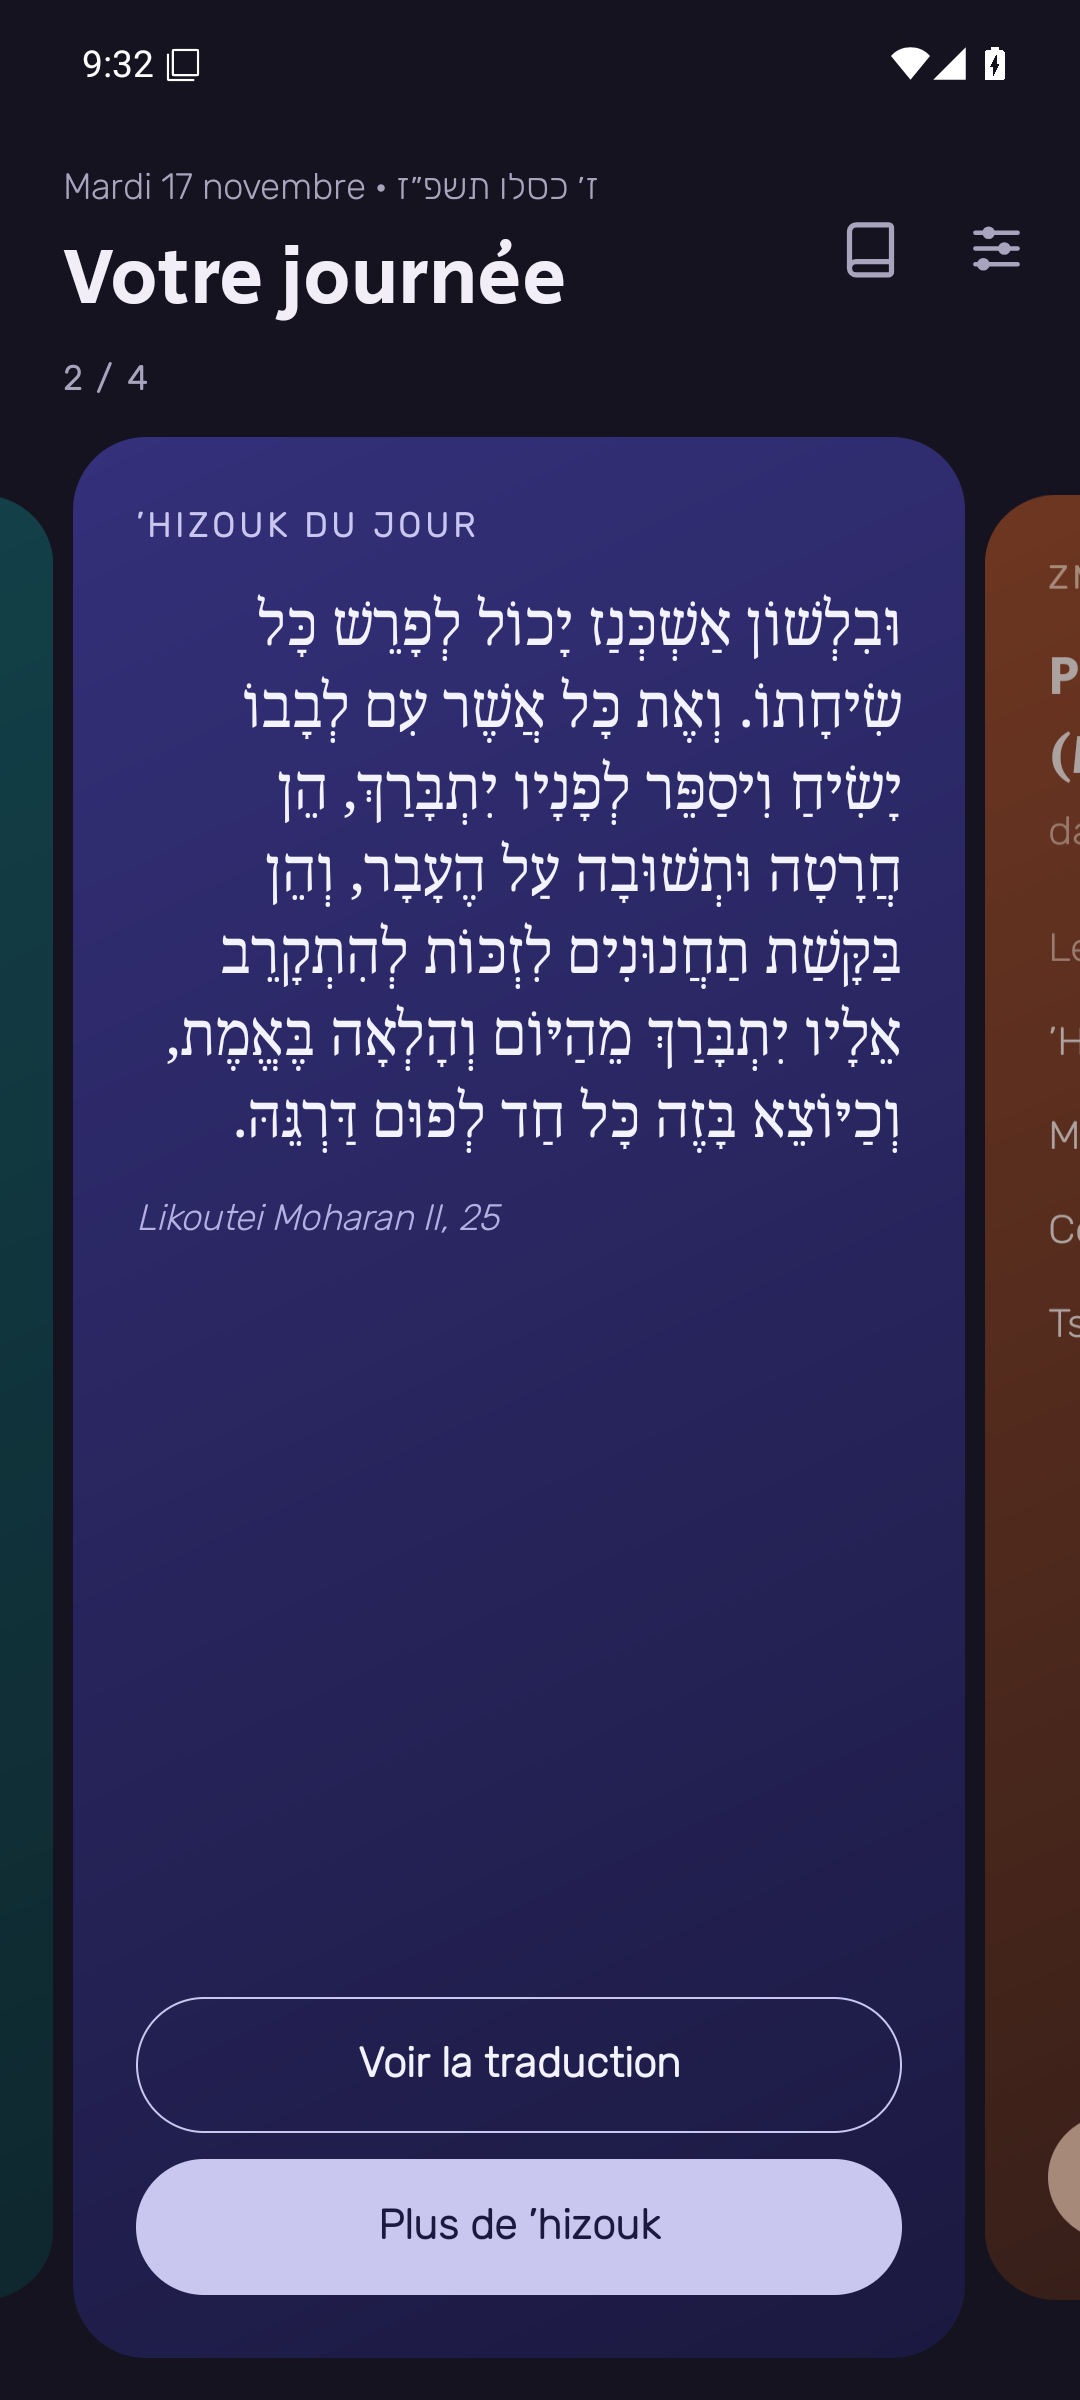 9:32
Mardi 17 novembre • ז׳ כסלו תשפ״ז
Votre journée
2 / 4
’HIZOUK DU JOUR
וּבִלְשׁוֹן אַשְׁכְּנַז יָכוֹל לְפָרֵשׁ כָּל
שִׂיחָתוֹ. וְאֶת כָּל אֲשֶׁר עִם לְבָבוֹ
יָשִׂיחַ וִיסַפֵּר לְפָנָיו יִתְבָּרַךְ, הֵן
חֲרָטָה וּתְשׁוּבָה עַל הֶעָבָר, וְהֵן
בַּקָּשַׁת תַּחֲנוּנִים לִזְכּוֹת לְהִתְקָרֵב
אֵלָיו יִתְבָּרַךְ מֵהַיּוֹם וְהָלְאָה בֶּאֱמֶת,
וְכַיּוֹצֵא בָּזֶה כָּל חַד לְפוּם דַּרְגֵּהּ.
Likoutei Moharan II, 25
Voir la traduction
Plus de ’hizouk